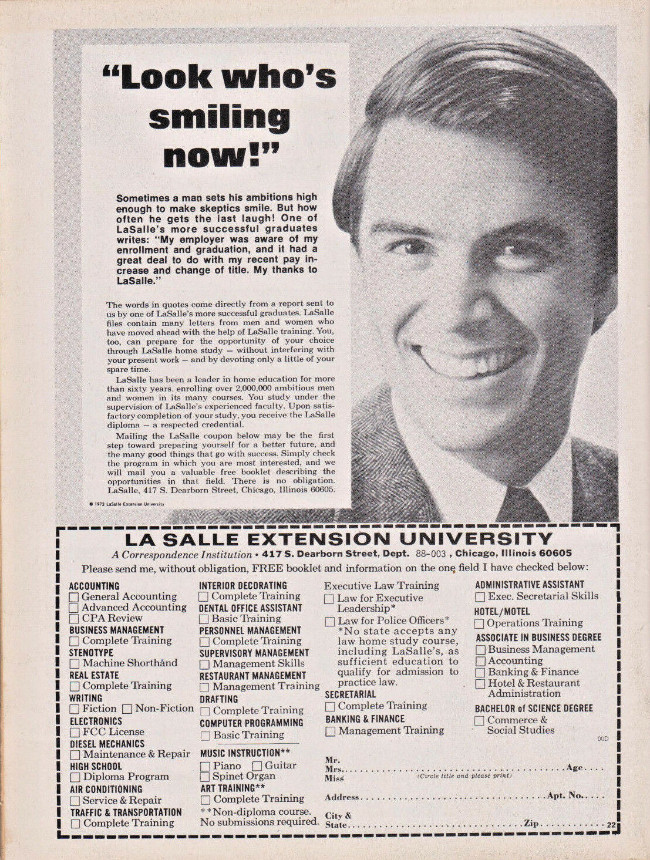 “Look who’s
smiling
now!”
Sometimes a man sets his ambitions high
enough to make skeptics smile. But how
often he gets the last laugh! One of
LaSalle's more successful graduates
writes: "My employer was aware of my
enrollment and graduation, and it had a
great deal to do with my recent pay in-
crease and change of title. My thanks to
LaSalle."
The words in quotes come directly from a report sent to
us by one of LaSalle's more successful graduates. LaSalle
files contain many letters from men and women who
have moved ahead with the help of LaSalle training. You,
too, can prepare for the opportunity of your choice
through LaSalle home study – without interfering with
your present work – and by devoting only a little of your
spare time.
LaSalle has been a leader in home education for more
than sixty years, enrolling over 2,000,000 ambitious men
and women in its many courses. You study under the
supervision of LaSalle's experienced faculty. Upon satis-
factory completion of your study, you receive the LaSalle
diploma – a respected credential.
Mailing the LaSalle coupon below may be the first
step toward preparing yourself for a better future, and
the many good things that go with success. Simply check
the program in which you are most interested, and we
will mail you a valuable free booklet describing the
opportunities in that field. There is no obligation.
LaSalle, 417 S. Dearborn Street, Chicago, Illinois 60605.
© 1972 LaSalle Extension University
LA SALLE EXTENSION UNIVERSITY
A Correspondence Institution • 417 S. Dearborn Street, Dept. 88-003 , Chicago, Illinois 60605
Please send me, without obligation, FREE booklet and information on the one field I have checked below:
ACCOUNTING
General Accounting
Advanced Accounting
CPA Review
BUSINESS MANAGEMENT
Complete Training
STENOTYPE
Machine Shorthand
REAL ESTATE
Complete Training
WRITING
Fiction Non-Fiction
ELECTRONICS
FCC License
DIESEL MECHANICS
Maintenance & Repair
HIGH SCHOOL
Diploma Program
AIR CONDITIONING
Service & Repair
TRAFFIC & TRANSPORTATION
Complete Training
INTERIOR DECORATING
Complete Training
DENTAL OFFICE ASSISTANT
Basic Training
PERSONNEL MANAGEMENT
Complete Training
SUPERVISORY MANAGEMENT
Management Skills
RESTAURANT MANAGEMENT
Management Training
DRAFTING
Complete Training
COMPUTER PROGRAMMING
Basic Training
MUSIC INSTRUCTION**
Piano Guitar
Spinet Organ
ART TRAINING**
Complete Training
**Non-diploma course.
No submissions required.
Executive Law Training
Law for Executive
Leadership*
Law for Police Officers*
*No state accepts any
law home study course,
including LaSalle's, as
sufficient education to
qualify for admission to
practice law.
SECRETARIAL
Complete Training
BANKING & FINANCE
Management Training
ADMINISTRATIVE ASSISTANT
Exec. Secretarial Skills
HOTEL/MOTEL
Operations Training
ASSOCIATE IN BUSINESS DEGREE
Business Management
Accounting
Banking & Finance
Hotel & Restaurant
Administration
BACHELOR of SCIENCE DEGREE
Commerce &
Social Studies
Mr.
Mrs. Age
Miss (Circle title and please print)
Address Apt. No.
City &
State Zip 22